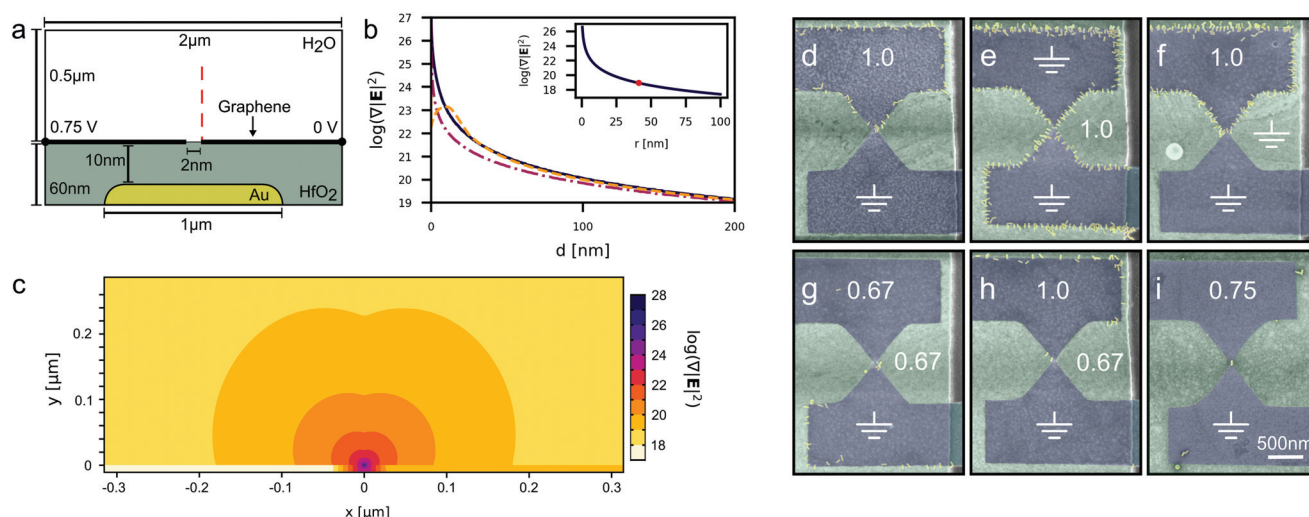 a
2μm
H₂O
0.5μm
Graphene
0.75 V
0 V
10nm
2nm
60nm
Au
HfO₂
1μm
b
27
26
25
24
23
22
21
20
19
log(∇|E|²)
0
100
200
d [nm]
26
24
22
20
18
log(∇|E|²)
0
25
50
75
100
r [nm]
c
0.2
0.1
0
y [μm]
-0.3
-0.2
-0.1
0
0.1
0.2
0.3
x [μm]
28
26
24
22
20
18
log(∇|E|²)
d
1.0
e
1.0
f
1.0
g
0.67
0.67
h
1.0
0.67
i
0.75
500nm